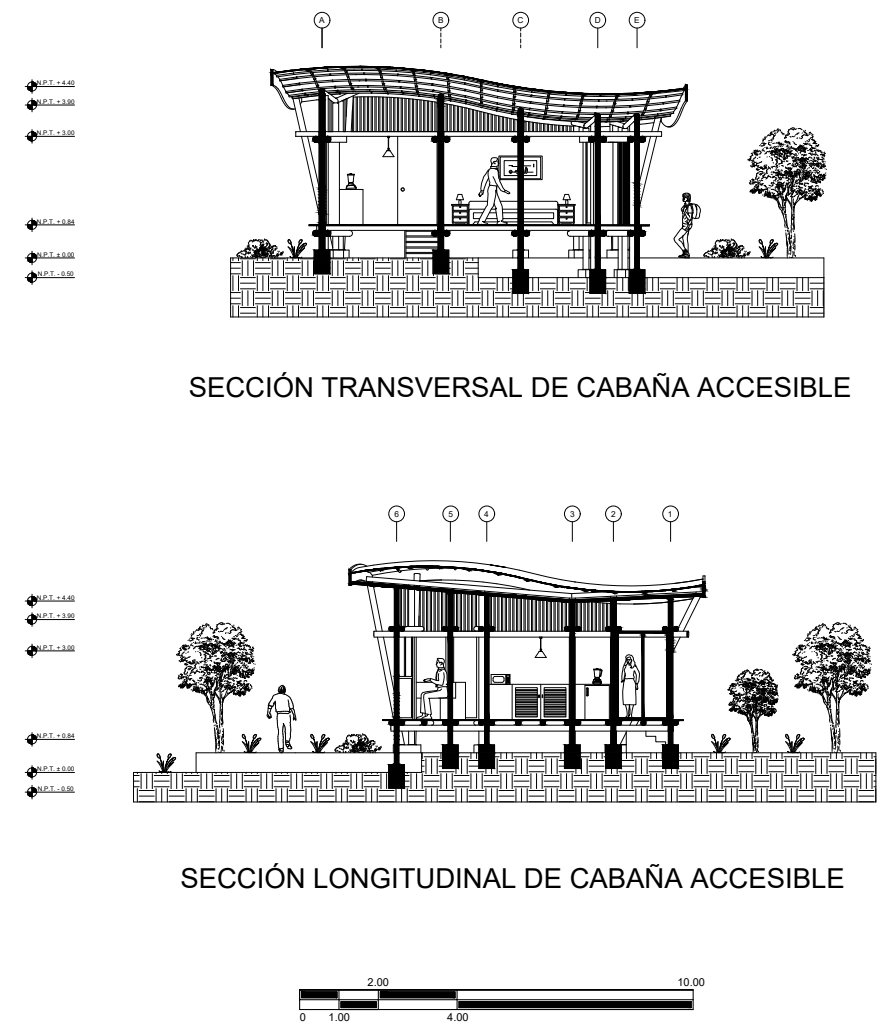 A B C D E
N.P.T. + 4.40
N.P.T. + 3.90
N.P.T. + 3.00
N.P.T. + 0.84
N.P.T. ± 0.00
N.P.T. - 0.50
SECCIÓN TRANSVERSAL DE CABAÑA ACCESIBLE
6 5 4 3 2 1
N.P.T. + 4.40
N.P.T. + 3.90
N.P.T. + 3.00
N.P.T. + 0.84
N.P.T. ± 0.00
N.P.T. - 0.50
SECCIÓN LONGITUDINAL DE CABAÑA ACCESIBLE
2.00 10.00
0 1.00 4.00